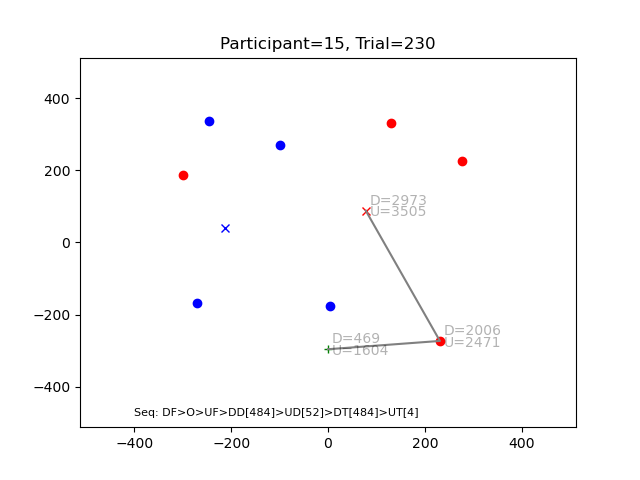 Participant=15, Trial=230
400
200
0
−200
−400
D=2973
U=3505
D=2006
U=2471
D=469
U=1604
Seq: DF>O>UF>DD[484]>UD[52]>DT[484]>UT[4]
−400 −200 0 200 400